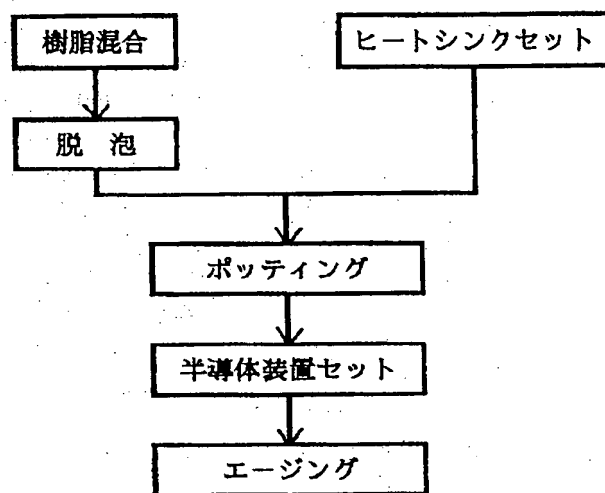 樹脂混合
ヒートシンクセット
脱 泡
ポッティング
半導体装置セット
エージング